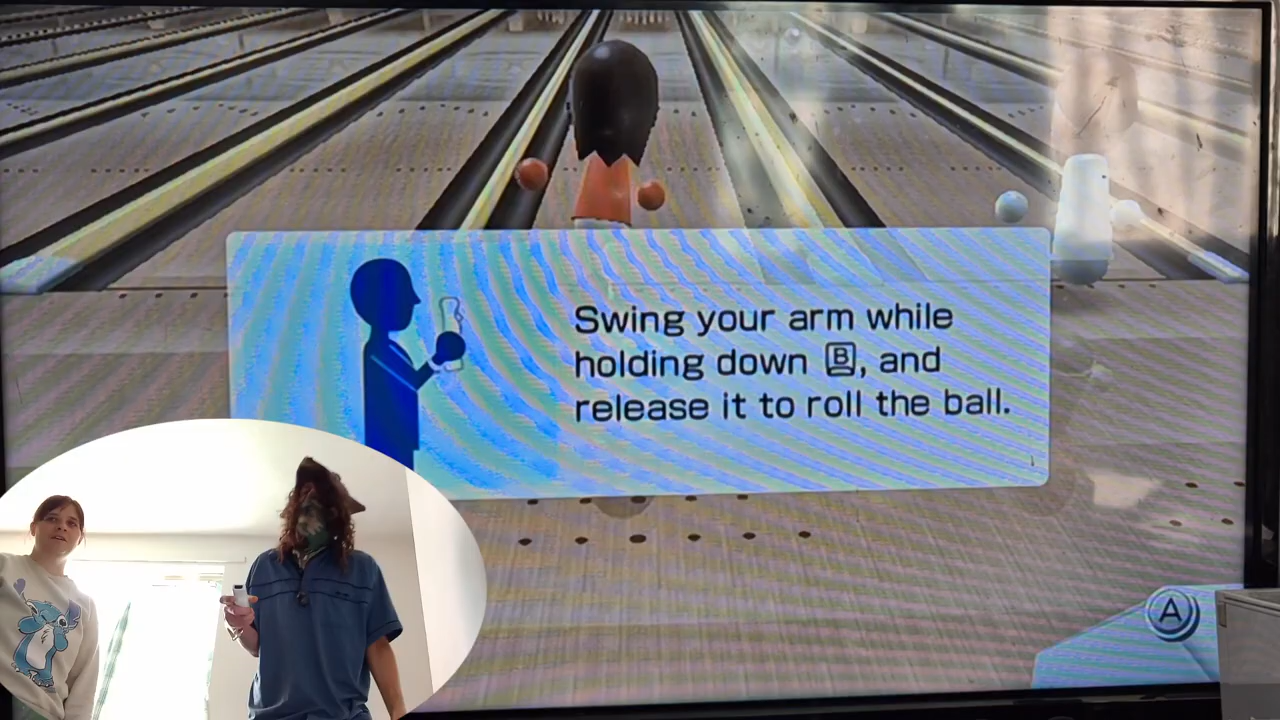 Swing your arm while
holding down B, and
release it to roll the ball.
A